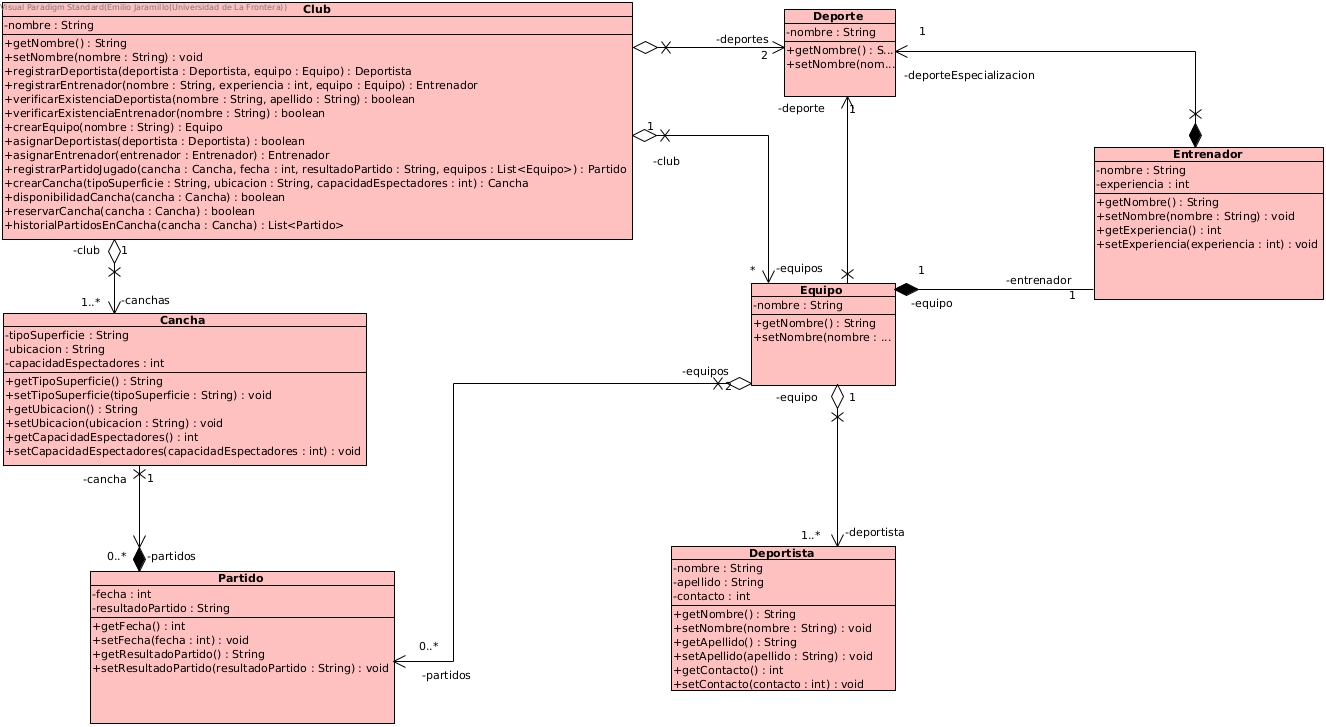 Visual Paradigm Standard(Emilio Jaramillo(Universidad de La Frontera))
Club
-nombre : String
+getNombre() : String
+setNombre(nombre : String) : void
+registrarDeportista(deportista : Deportista, equipo : Equipo) : Deportista
+registrarEntrenador(nombre : String, experiencia : int, equipo : Equipo) : Entrenador
+verificarExistenciaDeportista(nombre : String, apellido : String) : boolean
+verificarExistenciaEntrenador(nombre : String) : boolean
+crearEquipo(nombre : String) : Equipo
+asignarDeportistas(deportista : Deportista) : boolean
+asignarEntrenador(entrenador : Entrenador) : Entrenador
+registrarPartidoJugado(cancha : Cancha, fecha : int, resultadoPartido : String, equipos : List<Equipo>) : Partido
+crearCancha(tipoSuperficie : String, ubicacion : String, capacidadEspectadores : int) : Cancha
+disponibilidadCancha(cancha : Cancha) : boolean
+reservarCancha(cancha : Cancha) : boolean
+historialPartidosEnCancha(cancha : Cancha) : List<Partido>
-deportes
2
Deporte
-nombre : String
+getNombre() : S...
+setNombre(nom...
1
-deporteEspecializacion
-deporte
1
1
-club
Entrenador
-nombre : String
-experiencia : int
+getNombre() : String
+setNombre(nombre : String) : void
+getExperiencia() : int
+setExperiencia(experiencia : int) : void
-club
1
1..*
-canchas
*
-equipos
1
-equipo
-entrenador
1
Equipo
-nombre : String
+getNombre() : String
+setNombre(nombre : ...
Cancha
-tipoSuperficie : String
-ubicacion : String
-capacidadEspectadores : int
+getTipoSuperficie() : String
+setTipoSuperficie(tipoSuperficie : String) : void
+getUbicacion() : String
+setUbicacion(ubicacion : String) : void
+getCapacidadEspectadores() : int
+setCapacidadEspectadores(capacidadEspectadores : int) : void
-equipos
2
-equipo
1
-cancha
1
0..*
-partidos
1..*
-deportista
Partido
-fecha : int
-resultadoPartido : String
+getFecha() : int
+setFecha(fecha : int) : void
+getResultadoPartido() : String
+setResultadoPartido(resultadoPartido : String) : void
0..*
-partidos
Deportista
-nombre : String
-apellido : String
-contacto : int
+getNombre() : String
+setNombre(nombre : String) : void
+getApellido() : String
+setApellido(apellido : String) : void
+getContacto() : int
+setContacto(contacto : int) : void